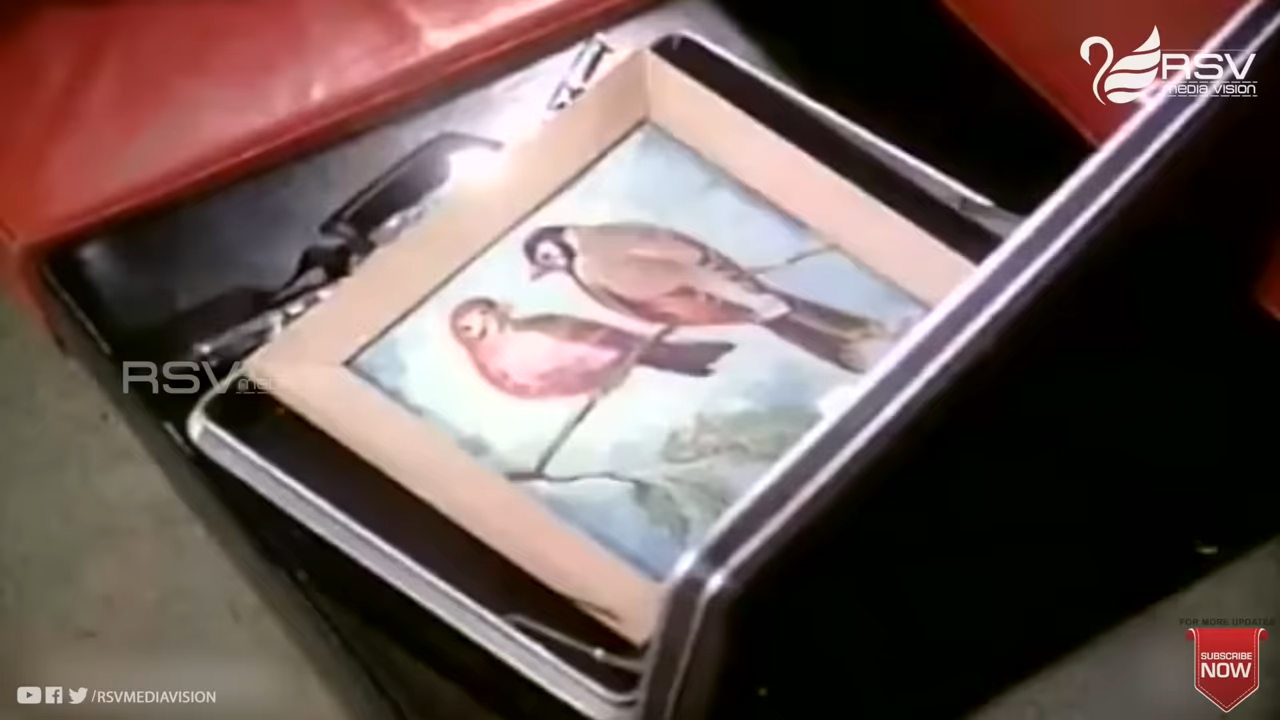 RSV
media vision
RSV
FOR MORE UPDATES
SUBSCRIBE
NOW
/RSVMEDIAVISION